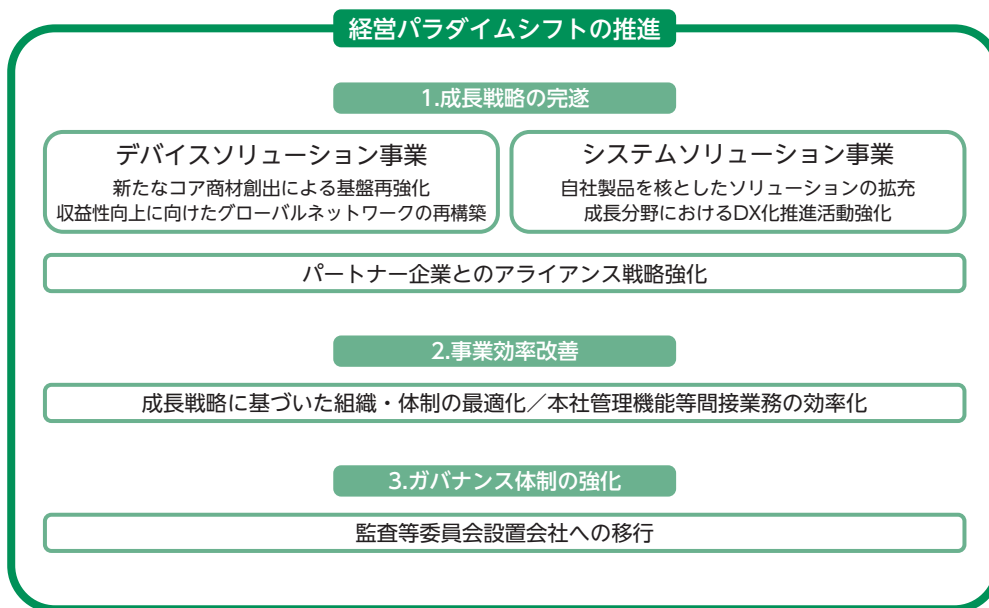 経営パラダイムシフトの推進
1.成長戦略の完遂
デバイスソリューション事業
新たなコア商材創出による基盤再強化
収益性向上に向けたグローバルネットワークの再構築
システムソリューション事業
自社製品を核としたソリューションの拡充
成長分野におけるDX化推進活動強化
パートナー企業とのアライアンス戦略強化
2.事業効率改善
成長戦略に基づいた組織・体制の最適化／本社管理機能等間接業務の効率化
3.ガバナンス体制の強化
監査等委員会設置会社への移行